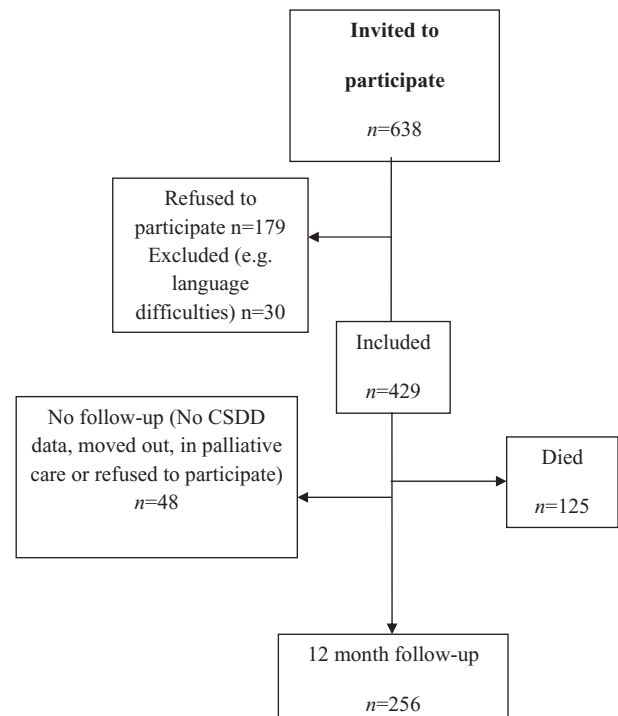 Invited to
participate
n=638
Refused to
participate n=179
Excluded (e.g.
language
difficulties) n=30
Included
n=429
No follow-up (No CSDD
data, moved out, in palliative
care or refused to participate)
n=48
Died
n=125
12 month follow-up
n=256